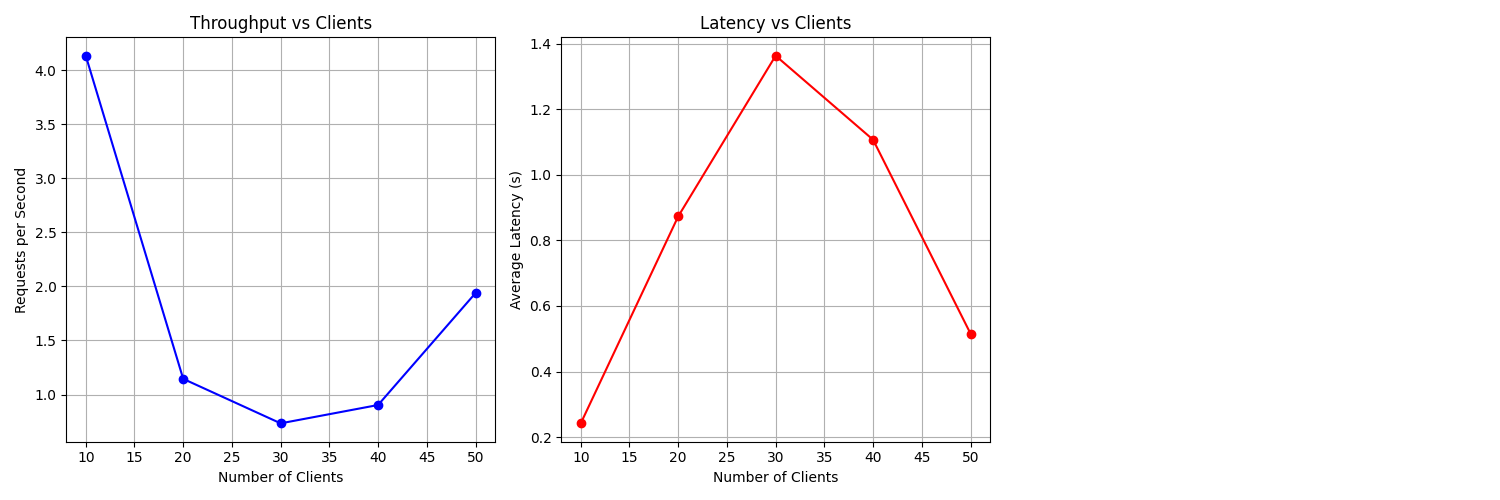 Throughput vs Clients
Requests per Second
4.0
3.5
3.0
2.5
2.0
1.5
1.0
10 15 20 25 30 35 40 45 50
Number of Clients
Latency vs Clients
Average Latency (s)
1.4
1.2
1.0
0.8
0.6
0.4
0.2
10 15 20 25 30 35 40 45 50
Number of Clients